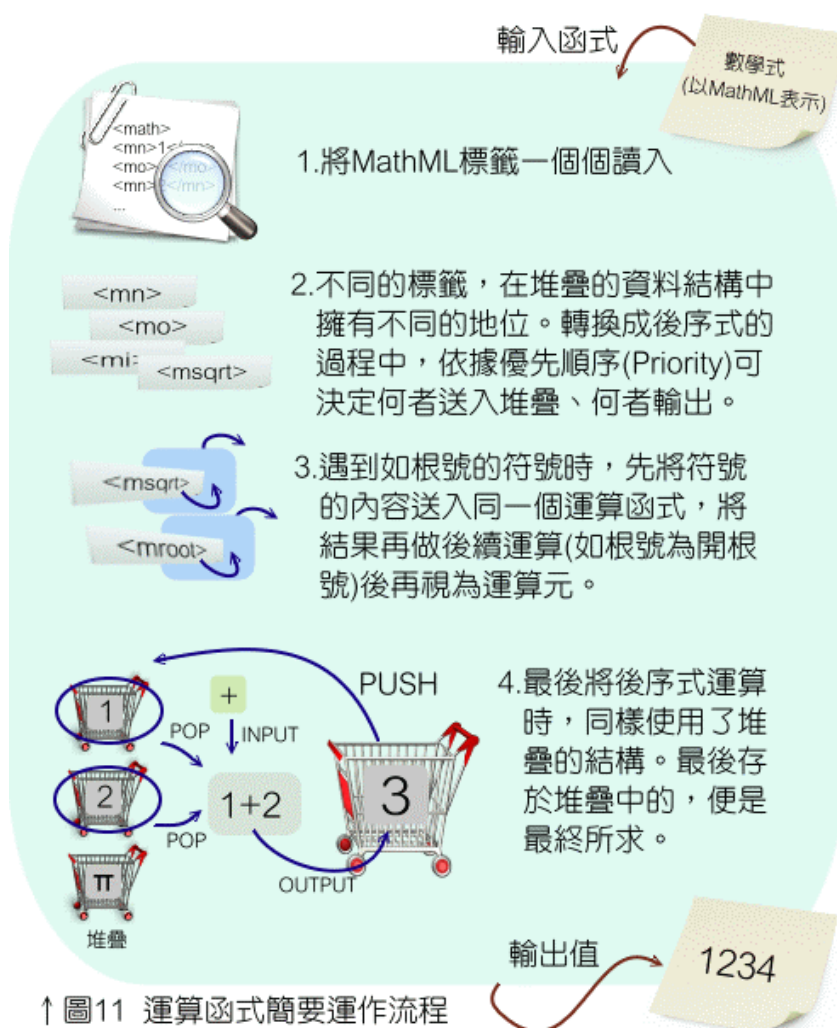 輸入函式
數學式
(以MathML表示)
<math>
<mn>1</
<mo> </mo>
<mn> </mn>
...
1.將MathML標籤一個個讀入
<mn>
<mo>
<mi>
<msqrt>
2.不同的標籤，在堆疊的資料結構中
擁有不同的地位。轉換成後序式的
過程中，依據優先順序(Priority)可
決定何者送入堆疊、何者輸出。
<msqrt>
<mroot>
3.遇到如根號的符號時，先將符號
的內容送入同一個運算函式，將
結果再做後續運算(如根號為開根
號)後再視為運算元。
1
POP
+
INPUT
PUSH
2
POP
1+2
3
OUTPUT
π
堆疊
4.最後將後序式運算
時，同樣使用了堆
疊的結構。最後存
於堆疊中的，便是
最終所求。
輸出值
1234
↑圖11 運算函式簡要運作流程